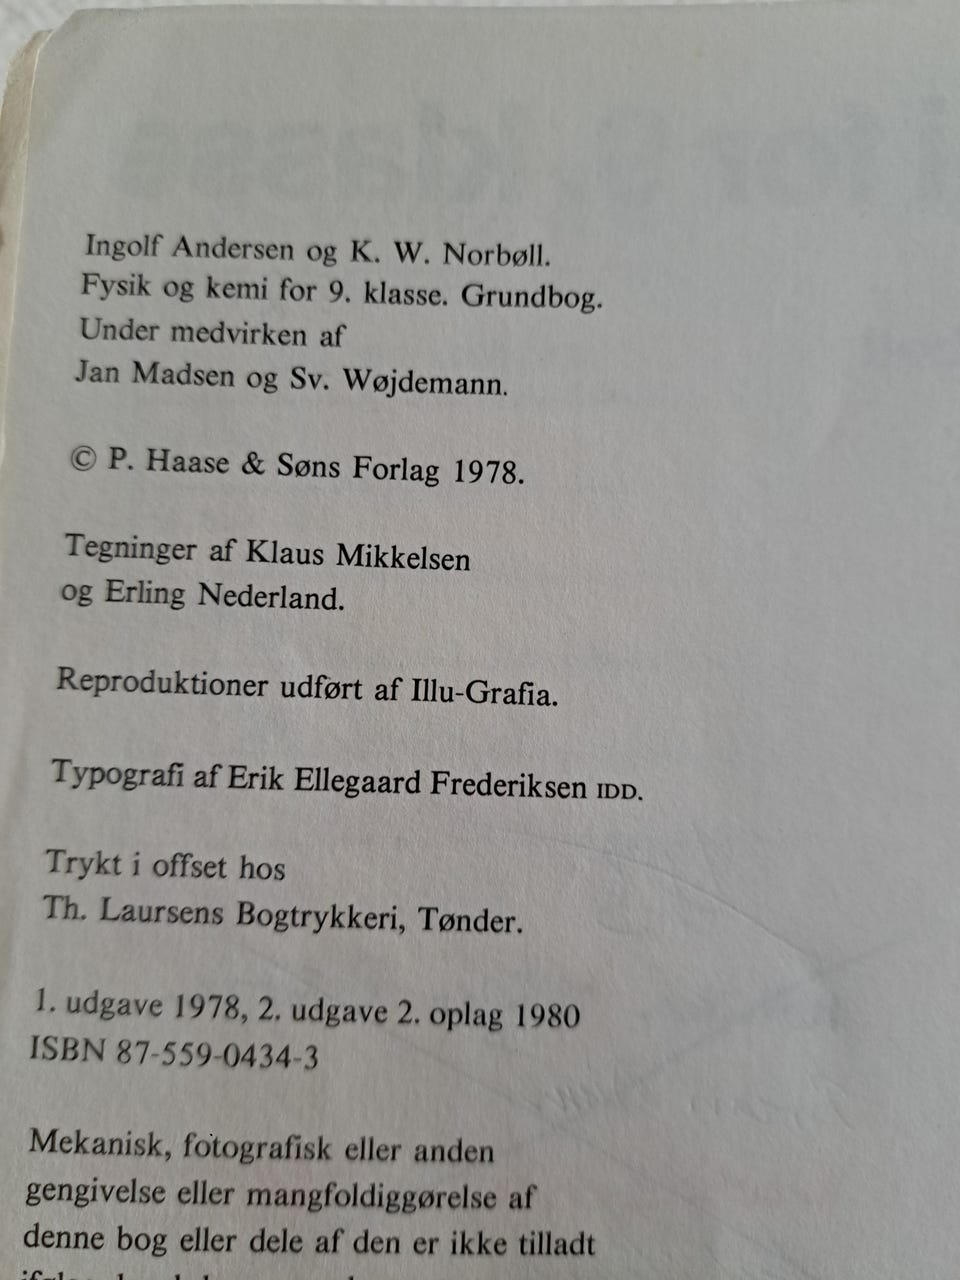 Ingolf Andersen og K. W. Norbøll.
Fysik og kemi for 9. klasse. Grundbog.
Under medvirken af
Jan Madsen og Sv. Wøjdemann.
© P. Haase & Søns Forlag 1978.
Tegninger af Klaus Mikkelsen
og Erling Nederland.
Reproduktioner udført af Illu-Grafia.
Typografi af Erik Ellegaard Frederiksen IDD.
Trykt i offset hos
Th. Laursens Bogtrykkeri, Tønder.
1. udgave 1978, 2. udgave 2. oplag 1980
ISBN 87-559-0434-3
Mekanisk, fotografisk eller anden
gengivelse eller mangfoldiggørelse af
denne bog eller dele af den er ikke tilladt